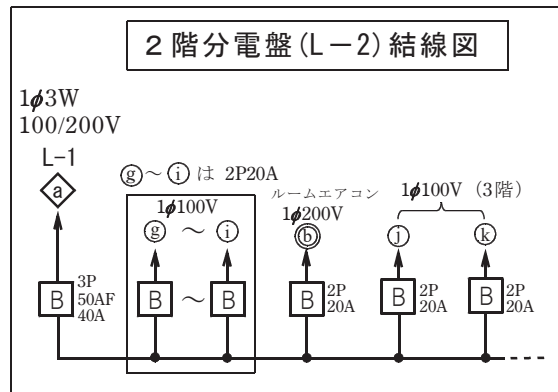 2階分電盤(L-2)結線図
1φ3W
100/200V
L-1
a
g～i は 2P20A
1φ100V
g ～ i
ルームエアコン
1φ200V
b
1φ100V (3階)
j
k
B
3P
50AF
40A
B ～ B
B
2P
20A
B
2P
20A
B
2P
20A